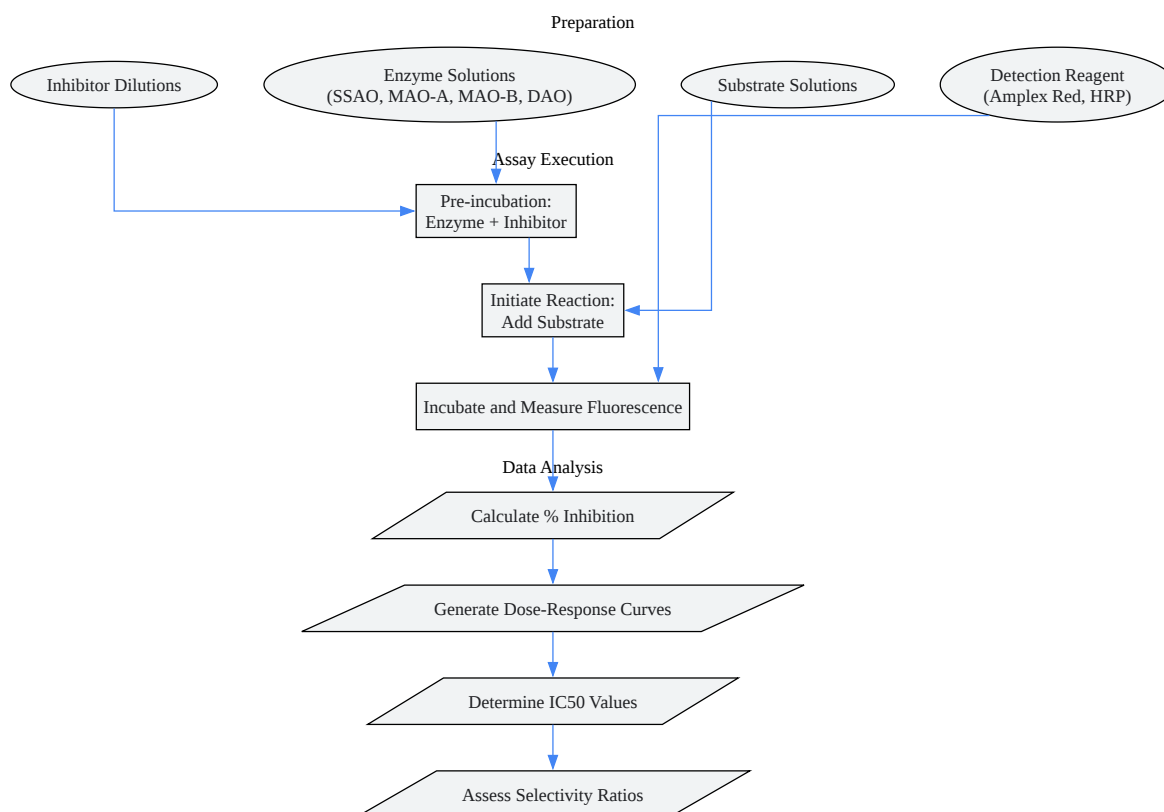 Preparation
Inhibitor Dilutions
Enzyme Solutions
(SSAO, MAO-A, MAO-B, DAO)
Substrate Solutions
Detection Reagent
(Amplex Red, HRP)
Assay Execution
Pre-incubation:
Enzyme + Inhibitor
Initiate Reaction:
Add Substrate
Incubate and Measure Fluorescence
Data Analysis
Calculate % Inhibition
Generate Dose-Response Curves
Determine IC50 Values
Assess Selectivity Ratios